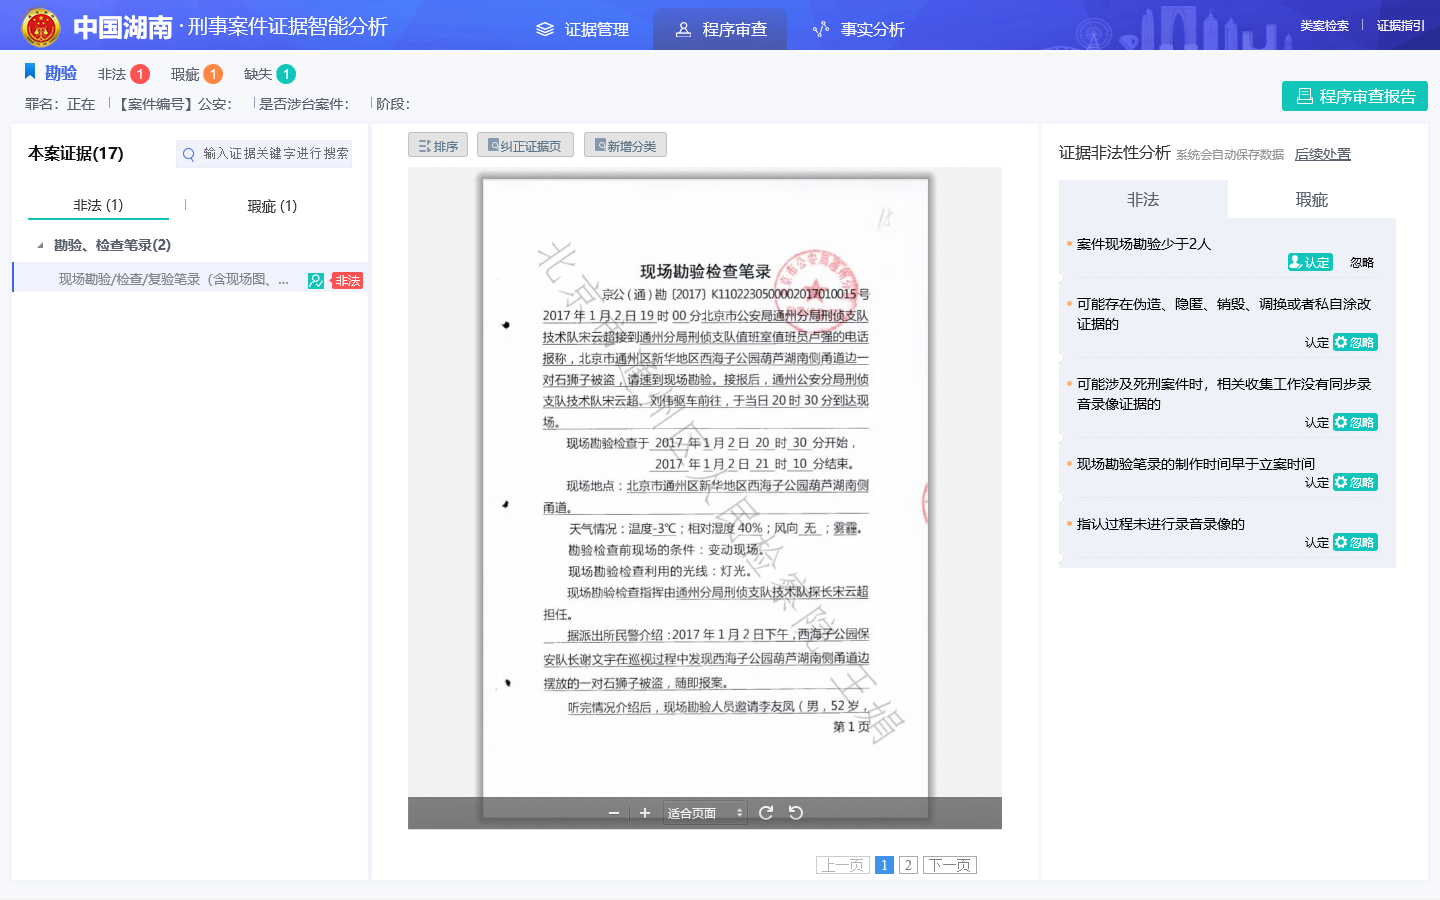 中国湖南·刑事案件证据智能分析
证据管理
程序审查
事实分析
类案检索
证据指引
勘验
非法 1
瑕疵 1
缺失 1
罪名：正在
【案件编号】公安：
是否涉台案件：
阶段：
程序审查报告
本案证据(17)
输入证据关键字进行搜索
非法 (1)
瑕疵 (1)
勘验、检查笔录(2)
现场勘验/检查/复验笔录（含现场图、...
非法
排序
纠正证据页
新增分类
15
现场勘验检查笔录
京公（通）勘〔2017〕K1102230500002017010015号
2017 年 1 月 2 日 19 时 00 分北京市公安局通州分局刑侦支队
技术队宋云超接到通州分局刑侦支队值班室值班员卢强的电话
报称，北京市通州区新华地区西海子公园葫芦湖南侧甬道边一
对石狮子被盗，请速到现场勘验。接报后，通州公安分局刑侦
支队技术队宋云超、刘伟驱车前往，于当日 20 时 30 分到达现
场。
现场勘验检查于 2017 年 1 月 2 日 20 时 30 分开始，
2017 年 1 月 2 日 21 时 10 分结束。
现场地点：北京市通州区新华地区西海子公园葫芦湖南侧
甬道。
天气情况：温度-3℃；相对湿度 40%；风向 无 ；雾霾。
勘验检查前现场的条件：变动现场。
现场勘验检查利用的光线：灯光。
现场勘验检查指挥由通州分局刑侦支队技术队探长宋云超
担任。
据派出所民警介绍：2017 年 1 月 2 日下午，西海子公园保
安队长谢文宇在巡视过程中发现西海子公园葫芦湖南侧甬道边
摆放的一对石狮子被盗，随即报案。
听完情况介绍后，现场勘验人员邀请李友凤（男，52 岁，
第 1 页
北京市通州区人民检察院 王娟
适合页面
上一页
1
2
下一页
证据非法性分析 系统会自动保存数据 后续处置
非法
瑕疵
案件现场勘验少于2人
认定 忽略
可能存在伪造、隐匿、销毁、调换或者私自涂改
证据的
认定 忽略
可能涉及死刑案件时，相关收集工作没有同步录
音录像证据的
认定 忽略
现场勘验笔录的制作时间早于立案时间
认定 忽略
指认过程未进行录音录像的
认定 忽略